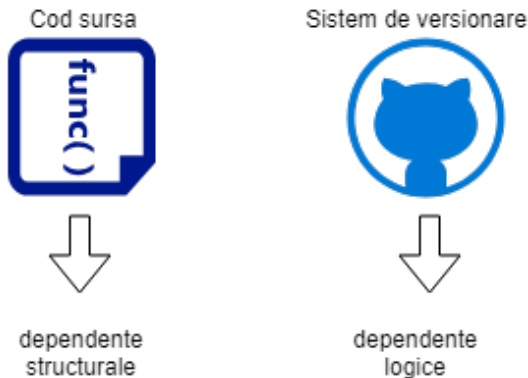 Cod sursa
Sistem de versionare
func()
dependente
structurale
dependente
logice